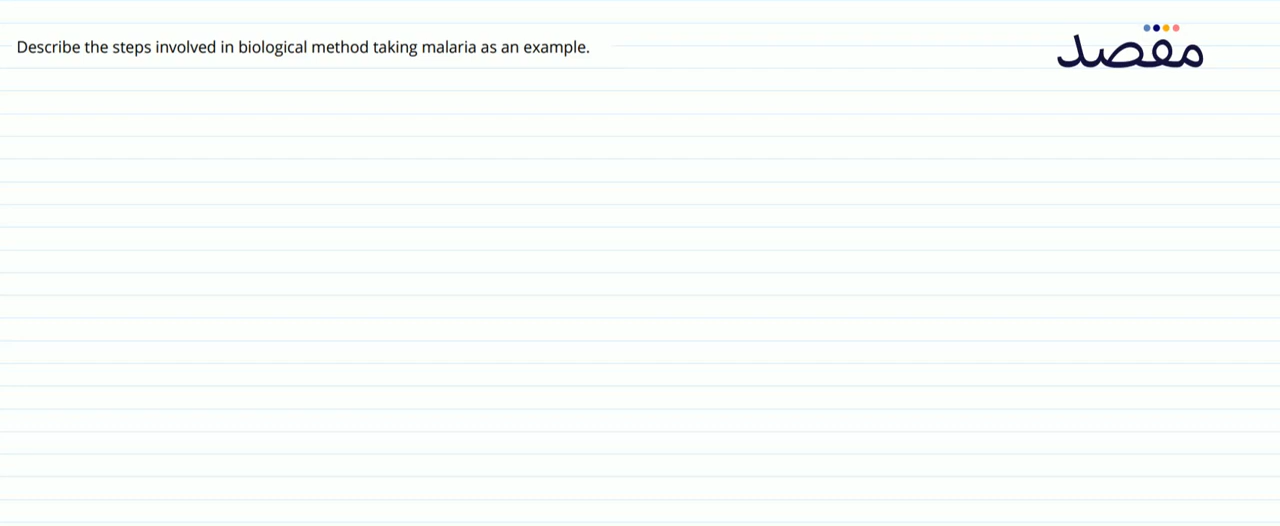 Describe the steps involved in biological method taking malaria as an example.
مقصد